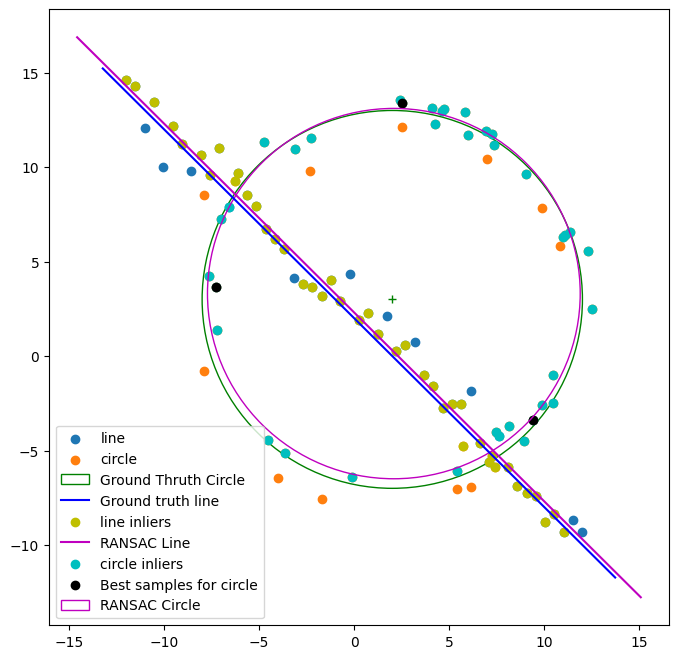 15
10
5
0
−5
−10
line
circle
Ground Thruth Circle
Ground truth line
line inliers
RANSAC Line
circle inliers
Best samples for circle
RANSAC Circle
−15 −10 −5 0 5 10 15